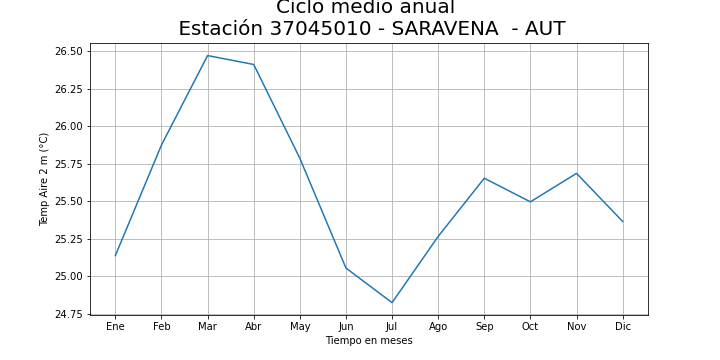 Ciclo medio anual
Estación 37045010 - SARAVENA  - AUT
Temp Aire 2 m (°C)
26.50
26.25
26.00
25.75
25.50
25.25
25.00
24.75
Ene Feb Mar Abr May Jun Jul Ago Sep Oct Nov Dic
Tiempo en meses